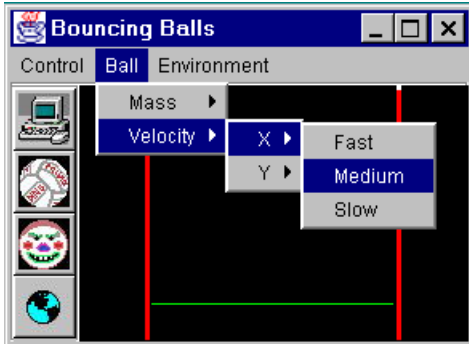 Bouncing Balls
Control Ball Environment
Mass
Velocity X Fast
Y Medium
Slow